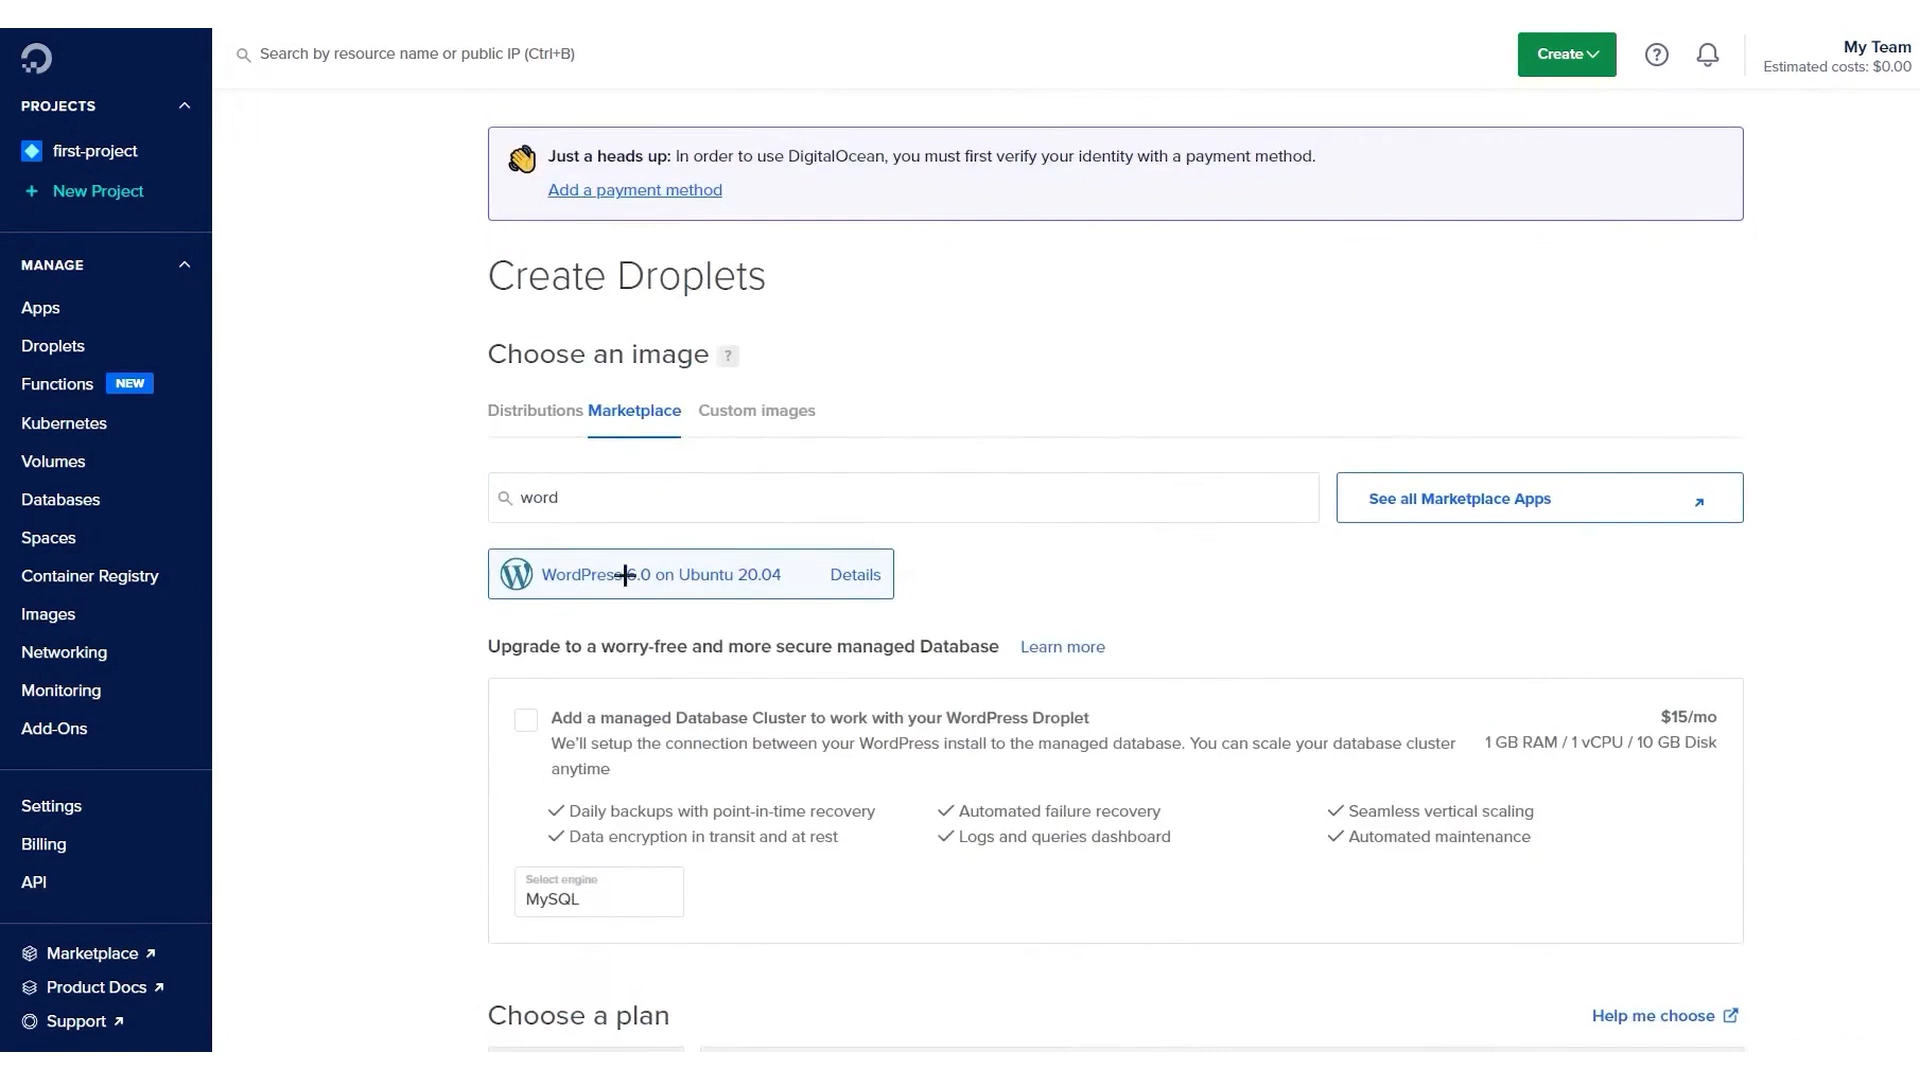 Search by resource name or public IP (Ctrl+B)
Create
My Team
Estimated costs: $0.00
PROJECTS
first-project
+ New Project
MANAGE
Apps
Droplets
Functions NEW
Kubernetes
Volumes
Databases
Spaces
Container Registry
Images
Networking
Monitoring
Add-Ons
Settings
Billing
API
Marketplace
Product Docs
Support
Just a heads up: In order to use DigitalOcean, you must first verify your identity with a payment method.
Add a payment method
Create Droplets
Choose an image ?
Distributions Marketplace Custom images
word
See all Marketplace Apps
WordPress 6.0 on Ubuntu 20.04 Details
Upgrade to a worry-free and more secure managed Database Learn more
Add a managed Database Cluster to work with your WordPress Droplet
$15/mo
We'll setup the connection between your WordPress install to the managed database. You can scale your database cluster
anytime
1 GB RAM / 1 vCPU / 10 GB Disk
Daily backups with point-in-time recovery
Automated failure recovery
Seamless vertical scaling
Data encryption in transit and at rest
Logs and queries dashboard
Automated maintenance
Select engine
MySQL
Choose a plan
Help me choose